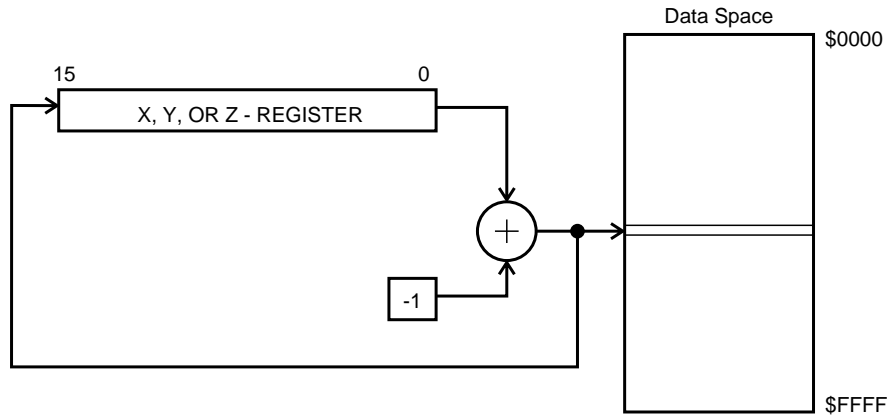 Data Space
$0000
15
0
X, Y, OR Z - REGISTER
+
-1
$FFFF